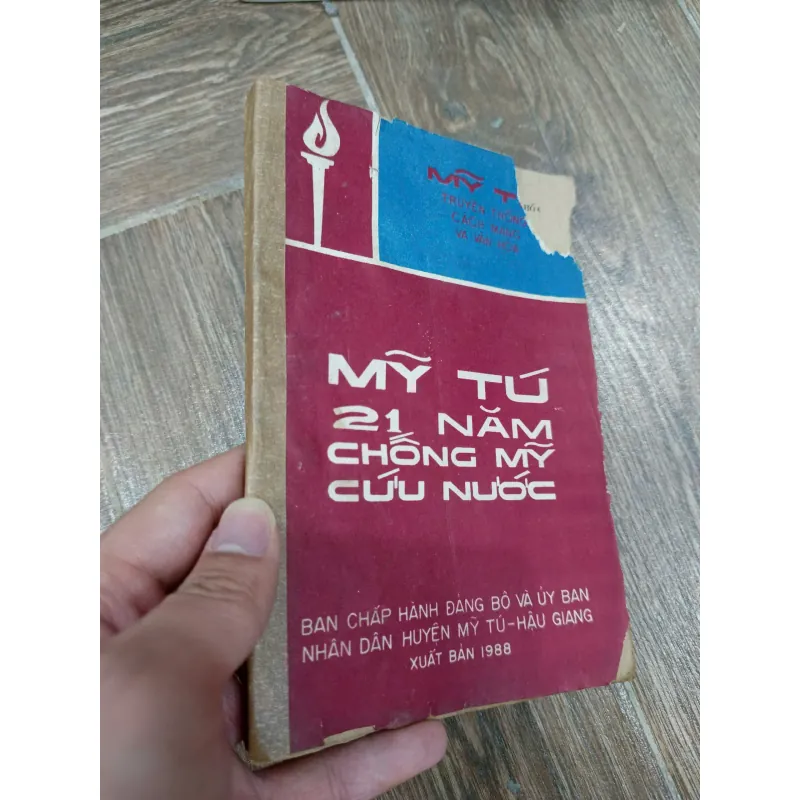 MỸ T
TRUYỀN THỐNG
CÁCH MẠNG
VÀ VĂN HÓA
MỸ TÚ
21 NĂM
CHỐNG MỸ
CỨU NƯỚC
BAN CHẤP HÀNH ĐẢNG BỘ VÀ ỦY BAN
NHÂN DÂN HUYỆN MỸ TÚ-HẬU GIANG
XUẤT BẢN 1988